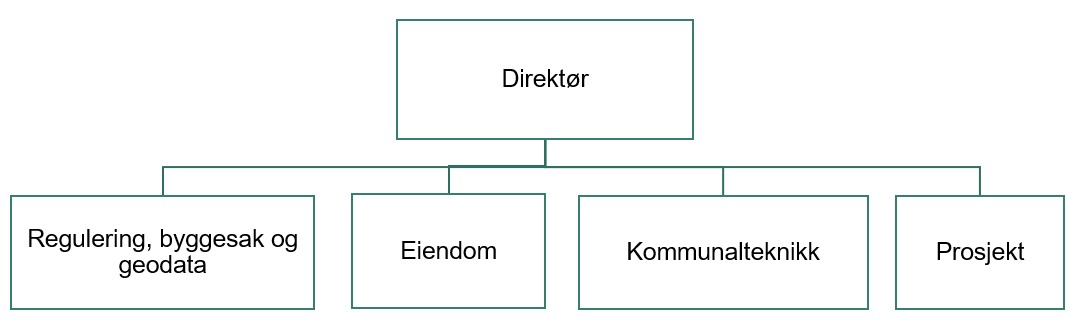 Direktør
Regulering, byggesak og
geodata
Eiendom
Kommunalteknikk
Prosjekt